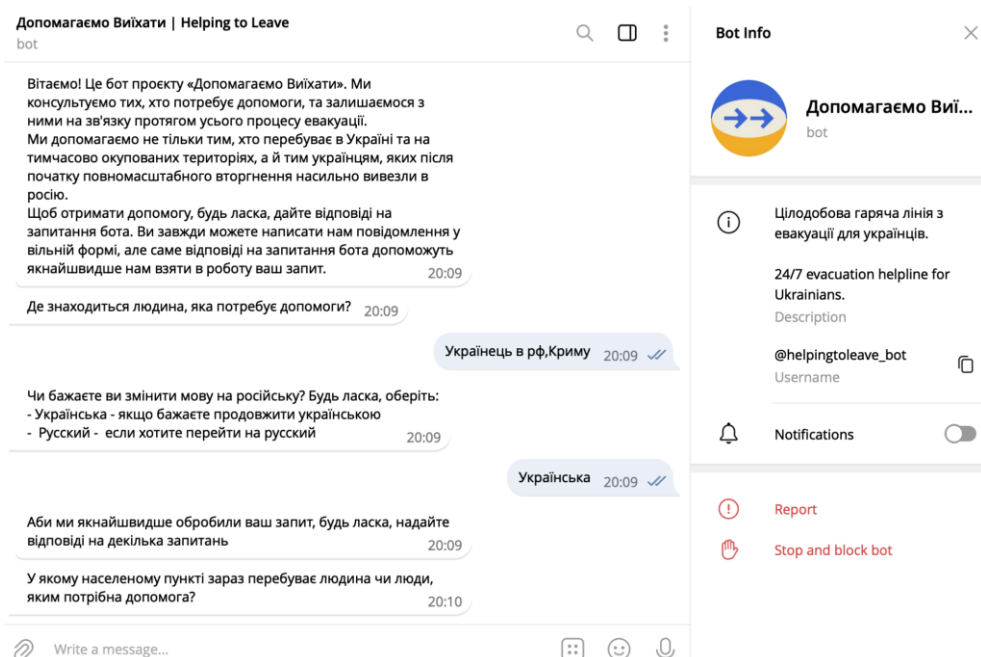 Допомагаємо Виїхати | Helping to Leave
bot
Вітаємо! Це бот проєкту «Допомагаємо Виїхати». Ми
консультуємо тих, хто потребує допомоги, та залишаємося з
ними на зв'язку протягом усього процесу евакуації.
Ми допомагаємо не тільки тим, хто перебуває в Україні та на
тимчасово окупованих територіях, а й тим українцям, яких після
початку повномасштабного вторгнення насильно вивезли в
росію.
Щоб отримати допомогу, будь ласка, дайте відповіді на
запитання бота. Ви завжди можете написати нам повідомлення у
вільній формі, але саме відповіді на запитання бота допоможуть
якнайшвидше нам взяти в роботу ваш запит. 20:09
Де знаходиться людина, яка потребує допомоги? 20:09
Українець в рф,Криму 20:09
Чи бажаєте ви змінити мову на російську? Будь ласка, оберіть:
- Українська - якщо бажаєте продовжити українською
- Русский - если хотите перейти на русский 20:09
Українська 20:09
Аби ми якнайшвидше обробили ваш запит, будь ласка, надайте
відповіді на декілька запитань 20:09
У якому населеному пункті зараз перебуває людина чи люди,
яким потрібна допомога? 20:10
Write a message...
Bot Info
Допомагаємо Виї...
bot
Цілодобова гаряча лінія з
евакуації для українців.
24/7 evacuation helpline for
Ukrainians.
Description
@helpingtoleave_bot
Username
Notifications
Report
Stop and block bot